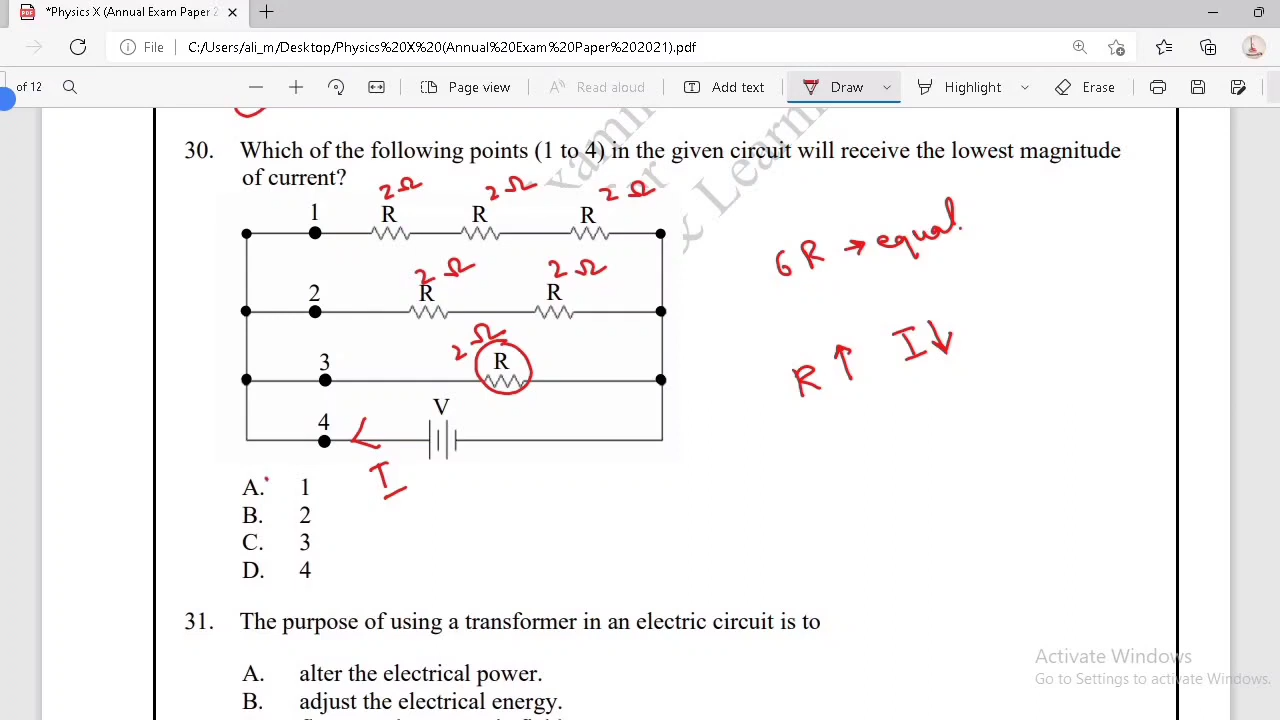 *Physics X (Annual Exam Paper 2
File C:/Users/ali_m/Desktop/Physics%20X%20(Annual%20Exam%20Paper%202021).pdf
of 12 Page view Read aloud Add text Draw Highlight Erase
30. Which of the following points (1 to 4) in the given circuit will receive the lowest magnitude
of current?
2Ω 2Ω 2Ω
1 R R R
6R → equal
2Ω 2Ω
2 R R
2Ω
3 R
R↑ I↓
4 V
I
A. 1
B. 2
C. 3
D. 4
31. The purpose of using a transformer in an electric circuit is to
A. alter the electrical power.
B. adjust the electrical energy.
Activate Windows
Go to Settings to activate Windows.